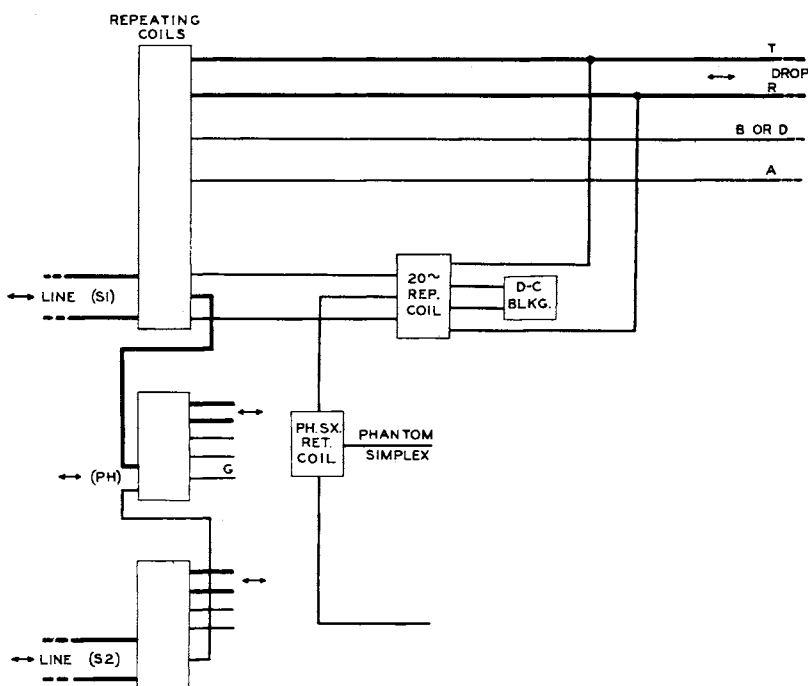 REPEATING
COILS
T
DROP
R
B OR D
A
LINE (S1)
20~
REP.
COIL
D-C
BLKG.
PH.SX.
RET.
COIL
PHANTOM
SIMPLEX
(PH)
G
LINE (S2)